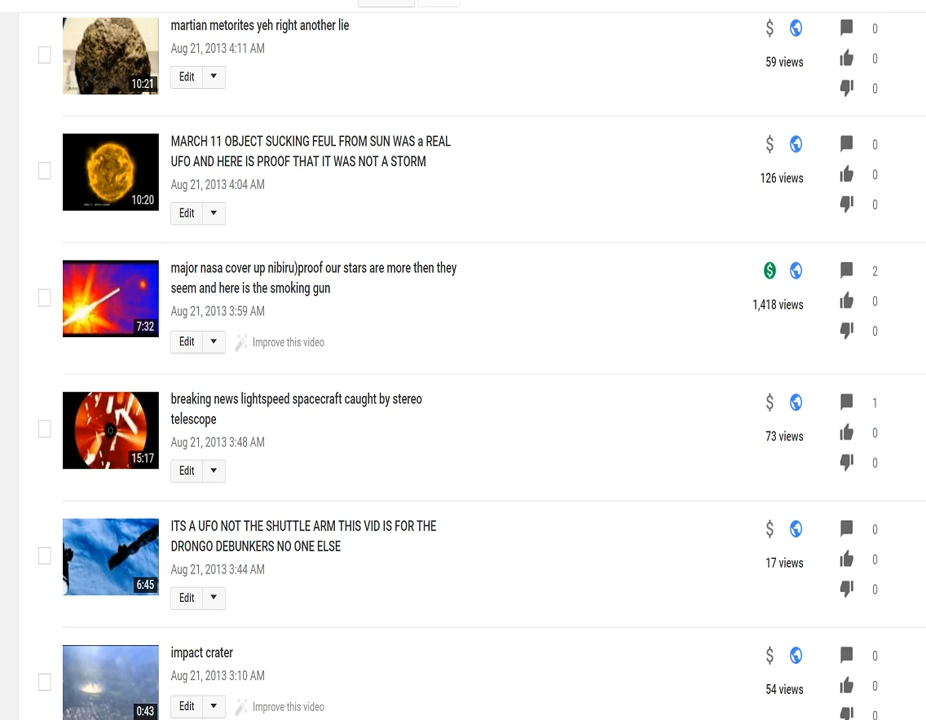 martian metorites yeh right another lie
Aug 21, 2013 4:11 AM
Edit
10:21
59 views
0
0
0
MARCH 11 OBJECT SUCKING FEUL FROM SUN WAS a REAL
UFO AND HERE IS PROOF THAT IT WAS NOT A STORM
Aug 21, 2013 4:04 AM
Edit
10:20
$
126 views
0
0
0
major nasa cover up nibiru)proof our stars are more then they
seem and here is the smoking gun
Aug 21, 2013 3:59 AM
Edit
Improve this video
7:32
$
1,418 views
2
0
0
breaking news lightspeed spacecraft caught by stereo
telescope
Aug 21, 2013 3:48 AM
Edit
15:17
$
73 views
1
0
0
ITS A UFO NOT THE SHUTTLE ARM THIS VID IS FOR THE
DRONGO DEBUNKERS NO ONE ELSE
Aug 21, 2013 3:44 AM
Edit
6:45
$
17 views
0
0
0
impact crater
Aug 21, 2013 3:10 AM
Edit
Improve this video
0:43
$
54 views
0
0
0